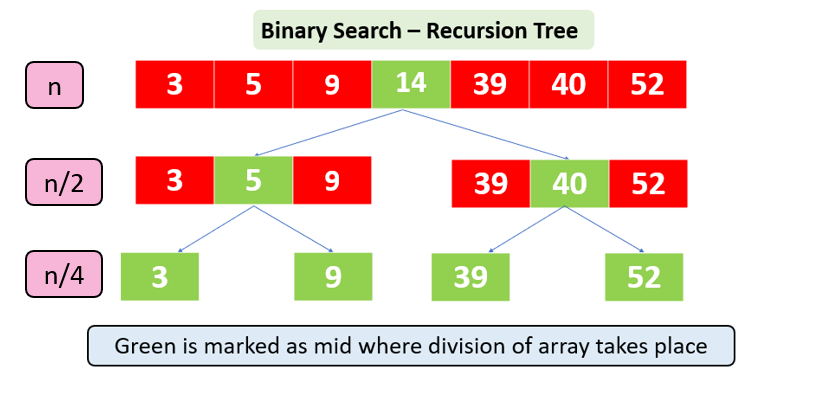 Binary Search – Recursion Tree
n 3 5 9 14 39 40 52
n/2 3 5 9 39 40 52
n/4 3 9 39 52
Green is marked as mid where division of array takes place